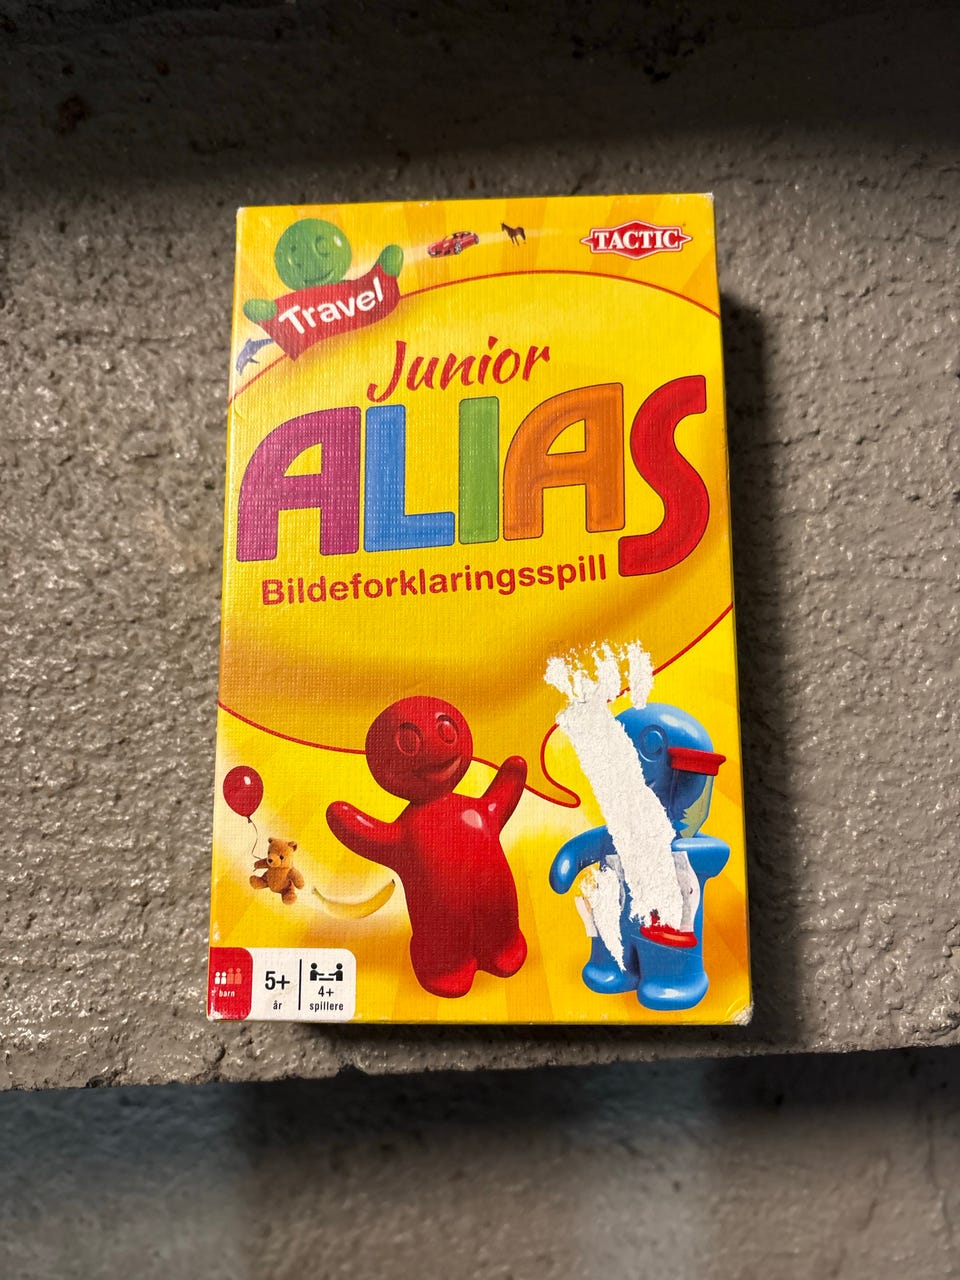 TACTIC
Travel
Junior
ALIAS
Bildeforklaringsspill
barn
5+
år
4+
spillere